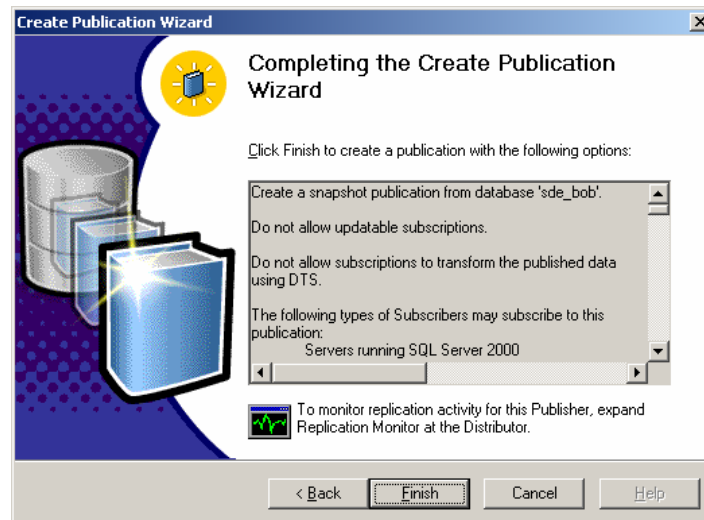 Create Publication Wizard
Completing the Create Publication
Wizard
Click Finish to create a publication with the following options:
Create a snapshot publication from database 'sde_bob'.
Do not allow updatable subscriptions.
Do not allow subscriptions to transform the published data
using DTS.
The following types of Subscribers may subscribe to this
publication:
Servers running SQL Server 2000
To monitor replication activity for this Publisher, expand
Replication Monitor at the Distributor.
< Back
Finish
Cancel
Help